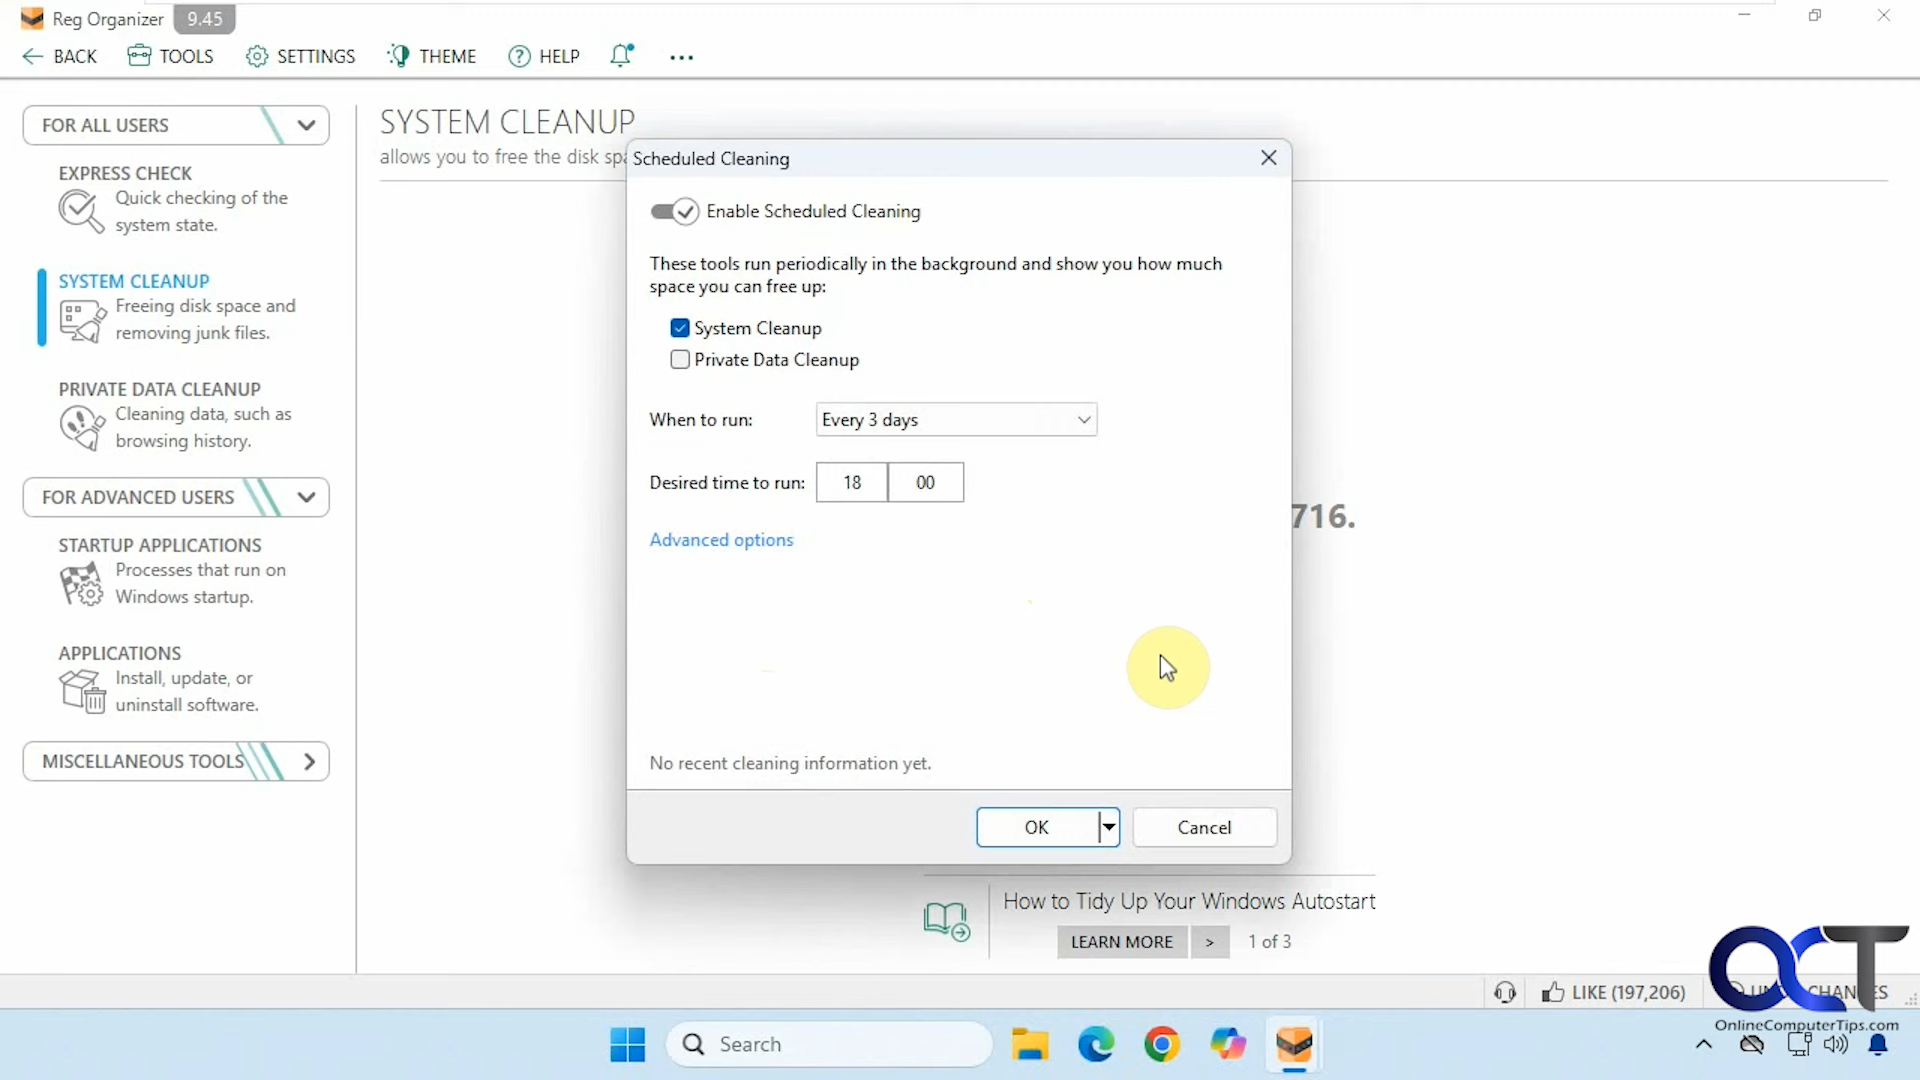 Reg Organizer 9.45
BACK TOOLS SETTINGS THEME HELP ...
FOR ALL USERS
EXPRESS CHECK
Quick checking of the
system state.
SYSTEM CLEANUP
Freeing disk space and
removing junk files.
PRIVATE DATA CLEANUP
Cleaning data, such as
browsing history.
FOR ADVANCED USERS
STARTUP APPLICATIONS
Processes that run on
Windows startup.
APPLICATIONS
Install, update, or
uninstall software.
MISCELLANEOUS TOOLS
SYSTEM CLEANUP
allows you to free the disk
Scheduled Cleaning
Enable Scheduled Cleaning
These tools run periodically in the background and show you how much
space you can free up:
System Cleanup
Private Data Cleanup
When to run: Every 3 days
Desired time to run: 18 00
Advanced options
716.
No recent cleaning information yet.
OK Cancel
How to Tidy Up Your Windows Autostart
LEARN MORE > 1 of 3
LIKE (197,206)
OCT
OnlineComputerTips.com
Search